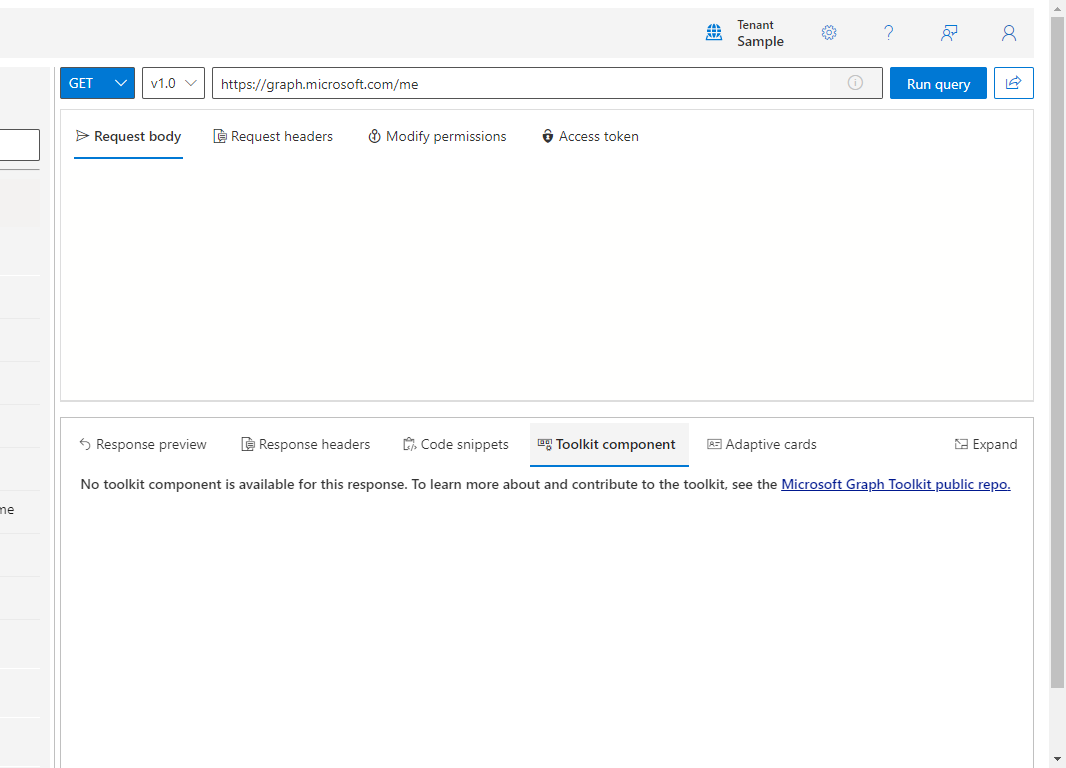 Tenant
Sample
GET
v1.0
https://graph.microsoft.com/me
Run query
Request body
Request headers
Modify permissions
Access token
Response preview
Response headers
Code snippets
Toolkit component
Adaptive cards
Expand
No toolkit component is available for this response. To learn more about and contribute to the toolkit, see the Microsoft Graph Toolkit public repo.
me